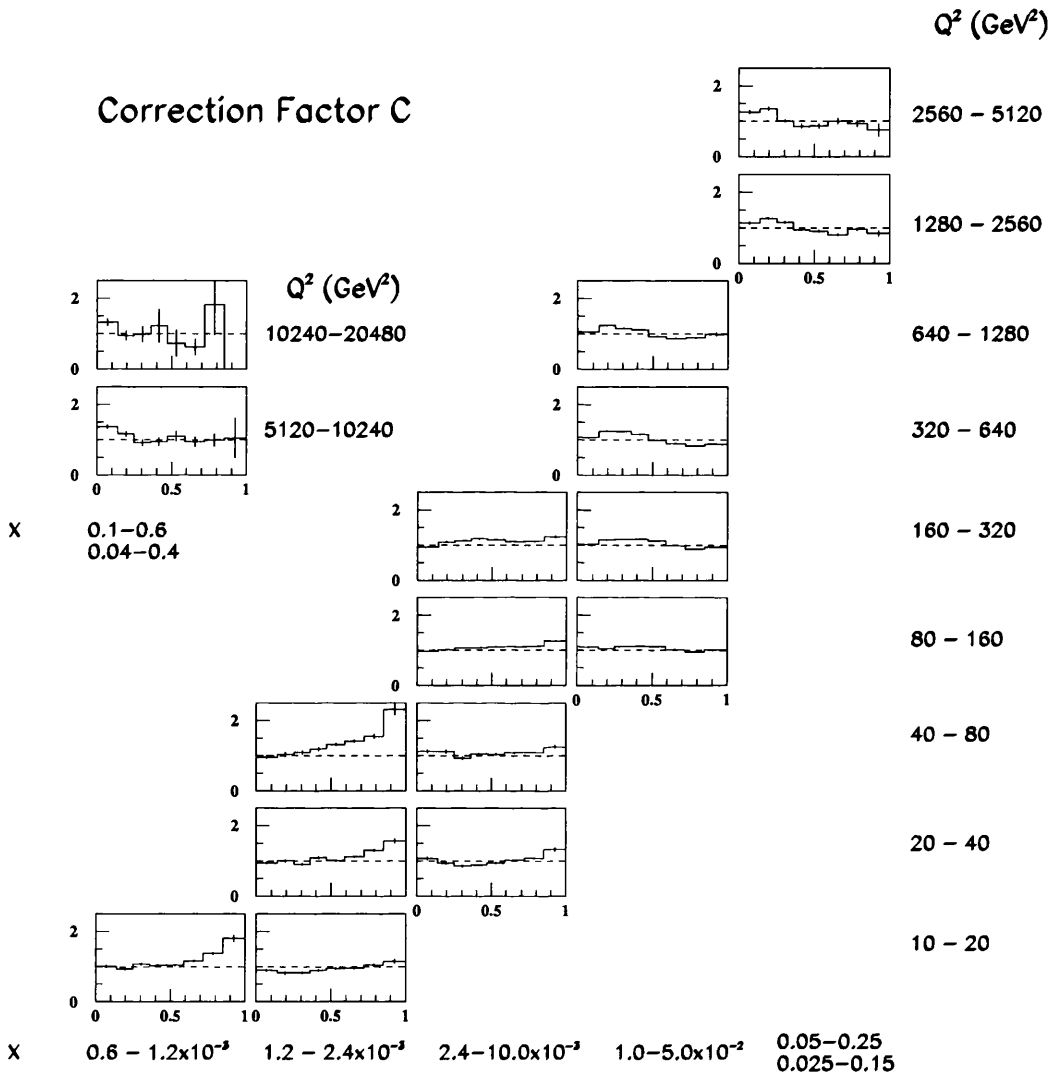 Q² (GeV²)
Correction Factor C
2
2560 – 5120
0
2
1280 – 2560
0
0 0.5 1
Q² (GeV²)
2
10240–20480
0
2
640 – 1280
0
2
5120–10240
0
0 0.5 1
2
320 – 640
0
x 0.1–0.6
0.04–0.4
2
160 – 320
0
2
80 – 160
0
0 0.5 1
2
40 – 80
0
2
20 – 40
0
0 0.5 1
2
10 – 20
0
0 0.5 1 0 0.5 1
x 0.6 – 1.2x10⁻³ 1.2 – 2.4x10⁻³ 2.4–10.0x10⁻³ 1.0–5.0x10⁻² 0.05–0.25
0.025–0.15